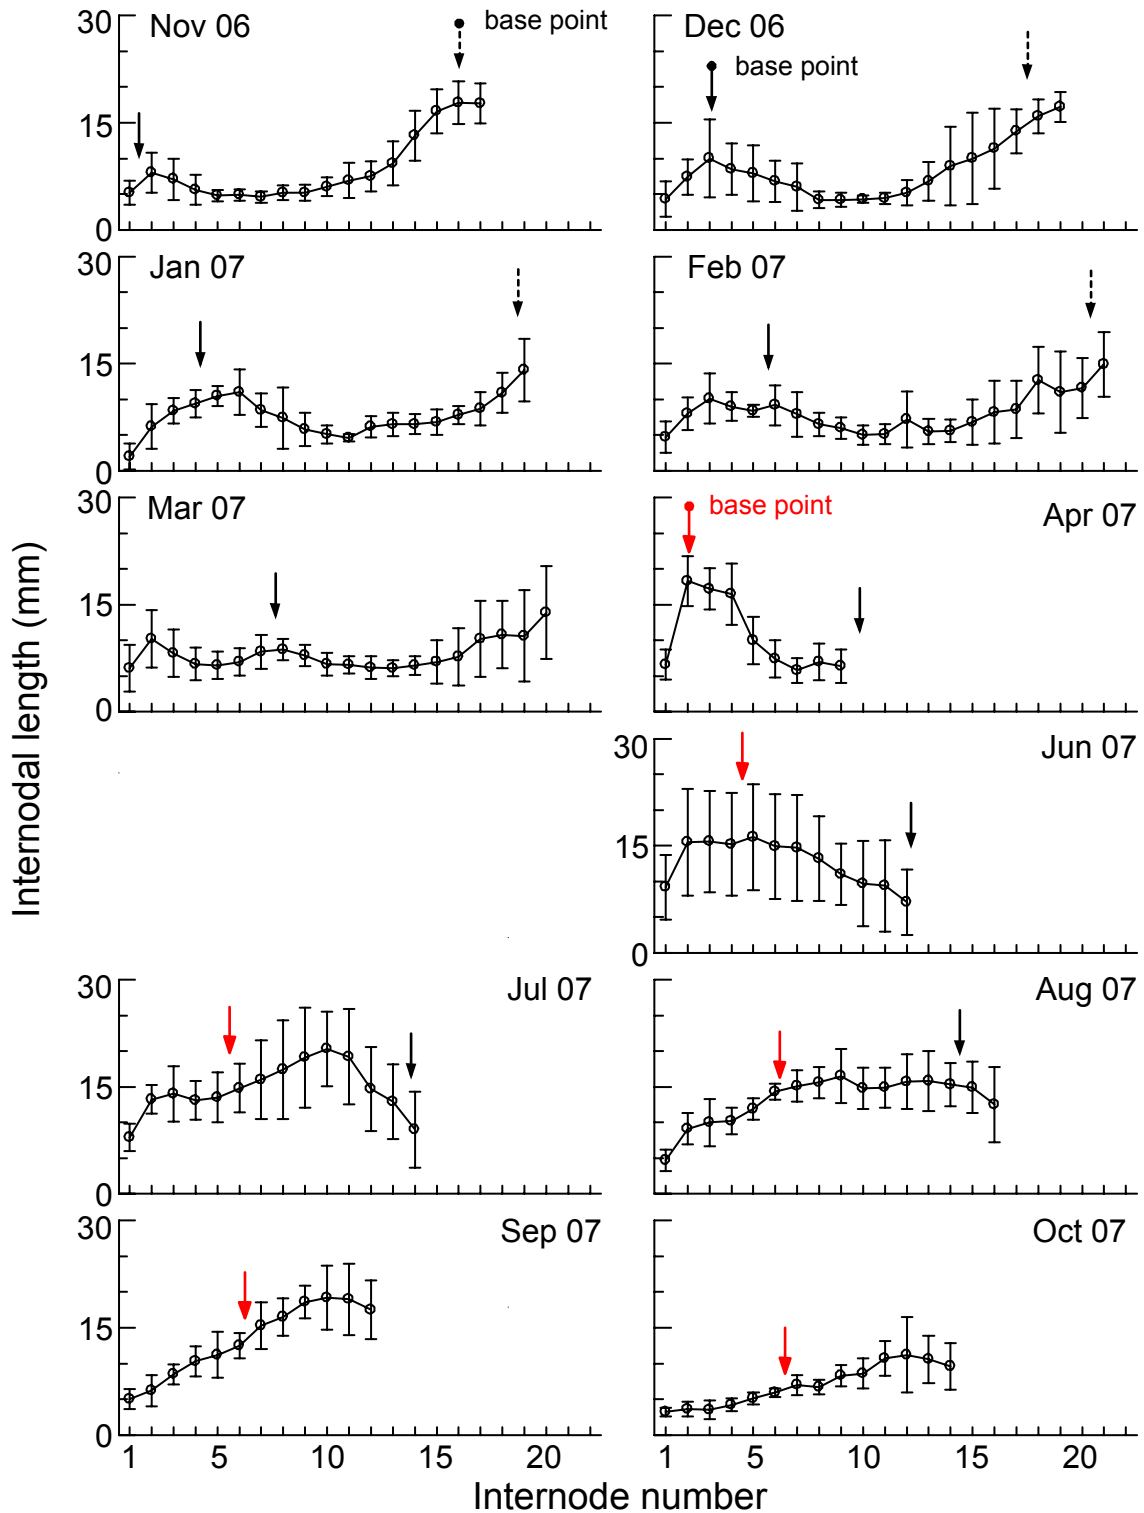 30
Nov 06
base point
15
0
Dec 06
base point
30
Jan 07
15
0
Feb 07
30
Mar 07
15
0
base point
Apr 07
30
Jun 07
15
0
30
Jul 07
15
0
Aug 07
30
Sep 07
15
0
Oct 07
1 5 10 15 20
1 5 10 15 20
Internode number
Internodal length (mm)